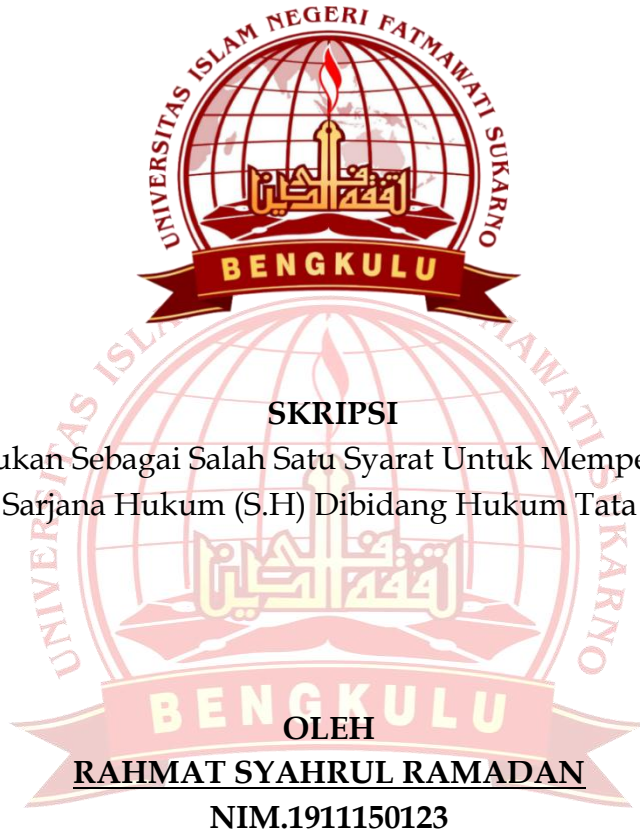 UNIVERSITAS ISLAM NEGERI FATMAWATI SUKARNO
BENGKULU
SKRIPSI
ukan Sebagai Salah Satu Syarat Untuk Mempe
Sarjana Hukum (S.H) Dibidang Hukum Tata
BENGKULU
OLEH
RAHMAT SYAHRUL RAMADAN
NIM.1911150123